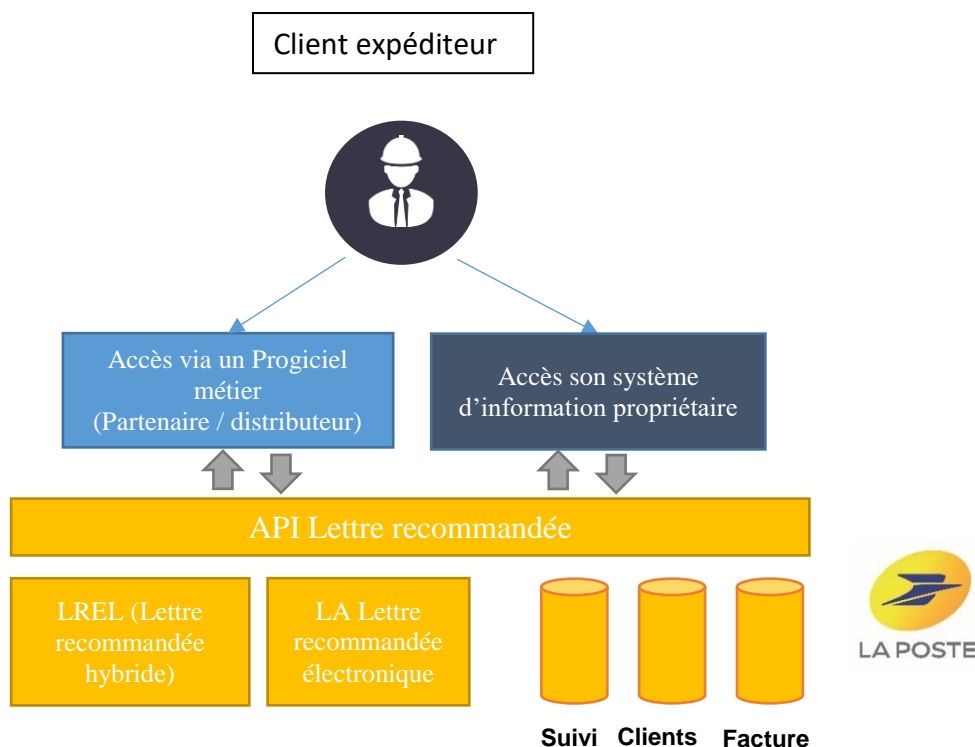 Client expéditeur
Accès via un Progiciel
métier
(Partenaire / distributeur)
Accès son système
d’information propriétaire
API Lettre recommandée
LREL (Lettre
recommandée
hybride)
LA Lettre
recommandée
électronique
LA POSTE
Suivi Clients Facture